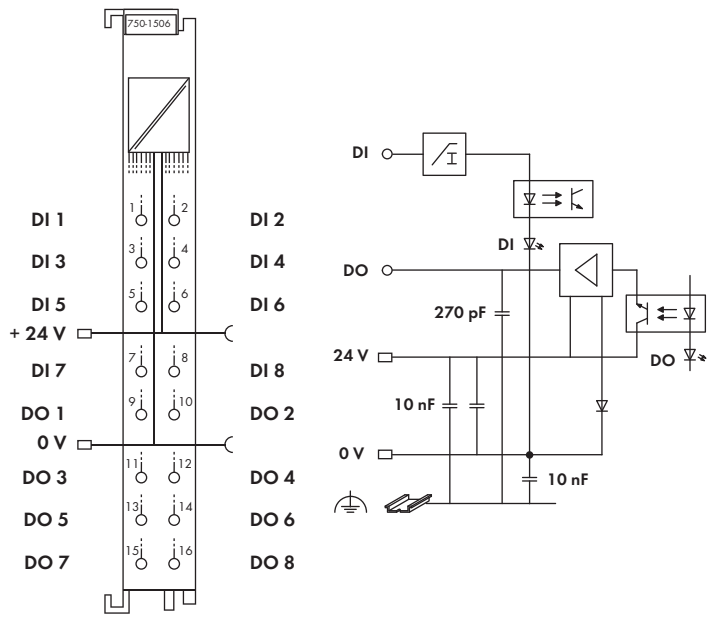 750-1506
1 2
DI 1 DI 2
3 4
DI 3 DI 4
5 6
DI 5 DI 6
+ 24 V
7 8
DI 7 DI 8
9 10
DO 1 DO 2
0 V
11 12
DO 3 DO 4
13 14
DO 5 DO 6
15 16
DO 7 DO 8
DI
I
DI
DO
270 pF
24 V
DO
10 nF
0 V
10 nF